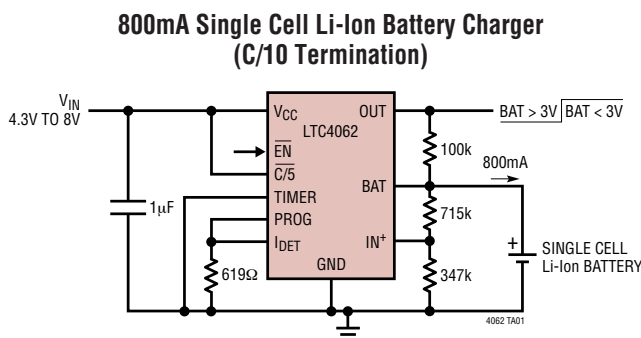 800mA Single Cell Li-Ion Battery Charger
(C/10 Termination)
VIN
4.3V TO 8V
1μF
VCC
OUT
LTC4062
EN
C/5
TIMER
PROG
IDET
BAT
IN+
GND
619Ω
BAT > 3V
BAT < 3V
100k
800mA
715k
347k
+
SINGLE CELL
Li-Ion BATTERY
4062 TA01